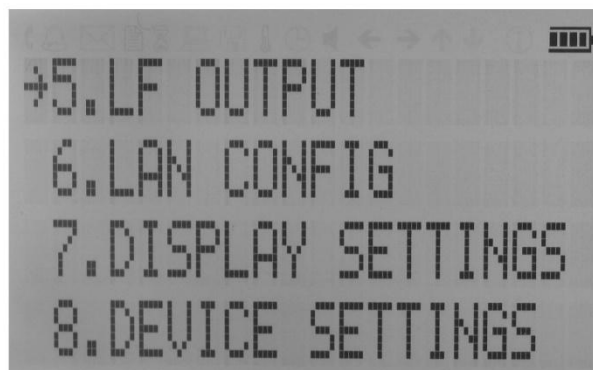 →5.LF OUTPUT
6.LAN CONFIG
7.DISPLAY SETTINGS
8.DEVICE SETTINGS